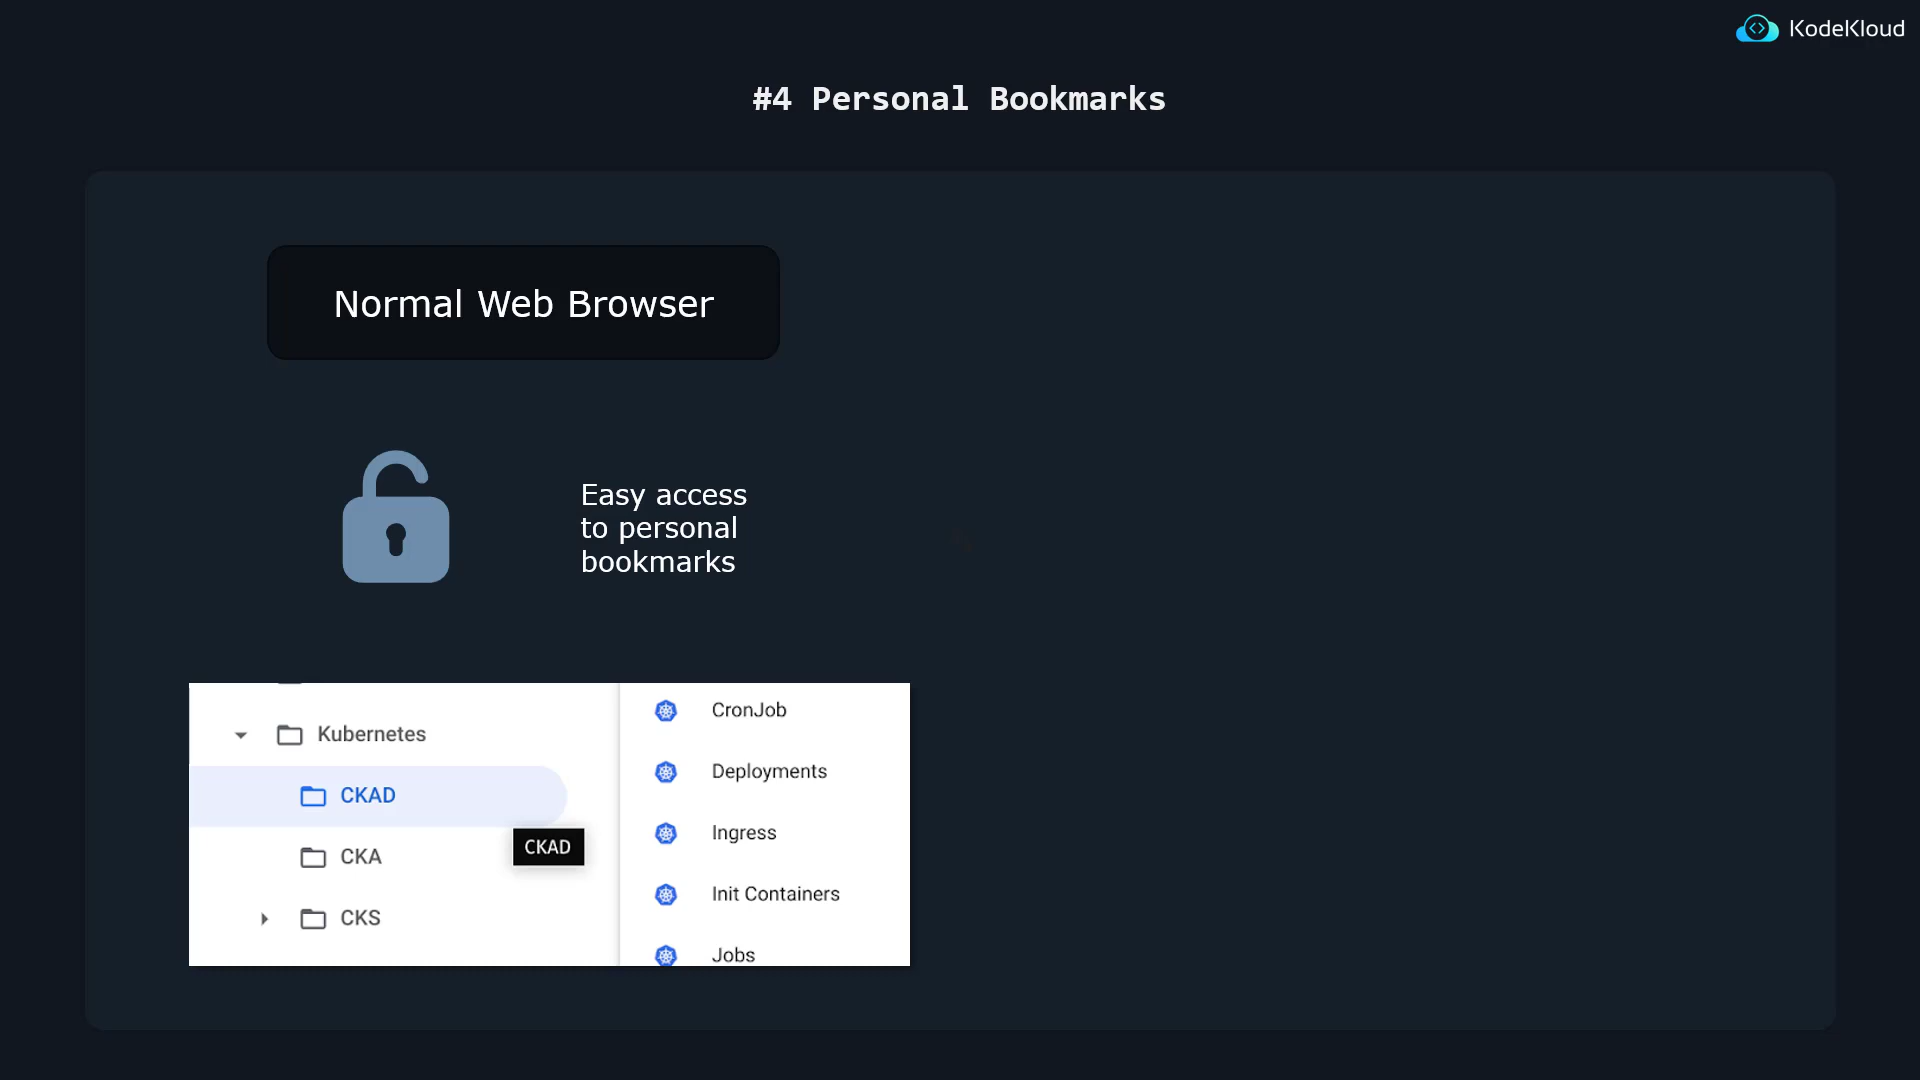 KodeKloud
#4 Personal Bookmarks
Normal Web Browser
Easy access
to personal
bookmarks
Kubernetes
CKAD
CKAD
CKA
CKS
CronJob
Deployments
Ingress
Init Containers
Jobs